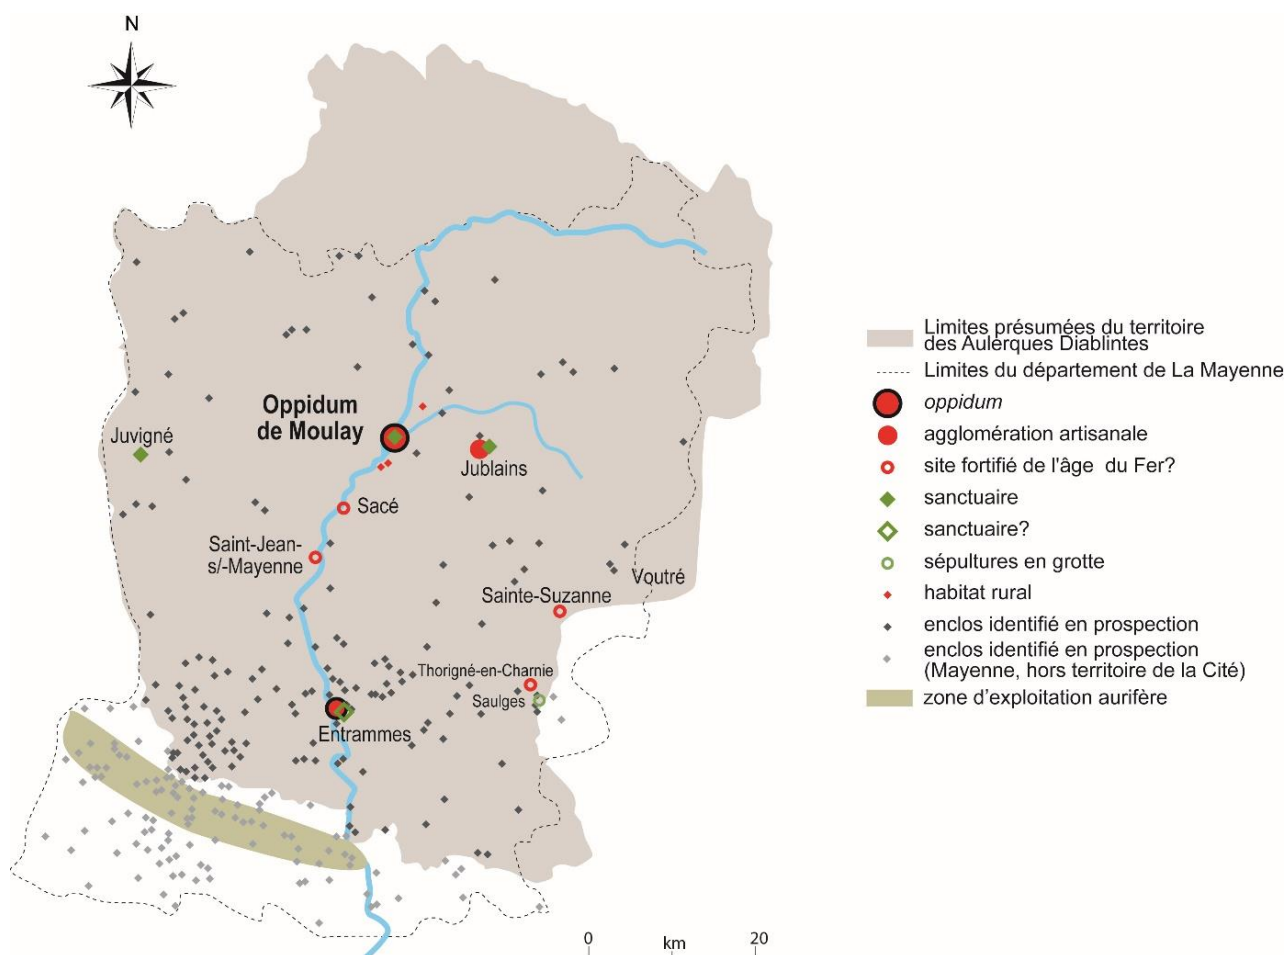 N
Oppidum
de Moulay
Juvigné
Jublains
Sacé
Saint-Jean-
s/-Mayenne
Voutré
Sainte-Suzanne
Thorigné-en-Charnie
Saulges
Entrammes
Limites présumées du territoire
des Aulerques Diablintes
Limites du département de La Mayenne
oppidum
agglomération artisanale
site fortifié de l'âge du Fer?
sanctuaire
sanctuaire?
sépultures en grotte
habitat rural
enclos identifié en prospection
enclos identifié en prospection
(Mayenne, hors territoire de la Cité)
zone d'exploitation aurifère
0 km 20